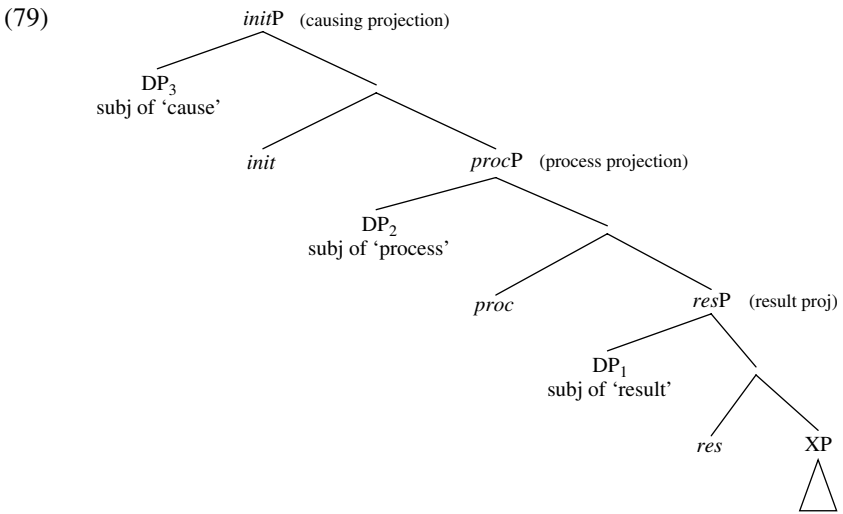 (79) initP (causing projection)
DP₃
subj of ‘cause’
init procP (process projection)
DP₂
subj of ‘process’
proc resP (result proj)
DP₁
subj of ‘result’
res XP